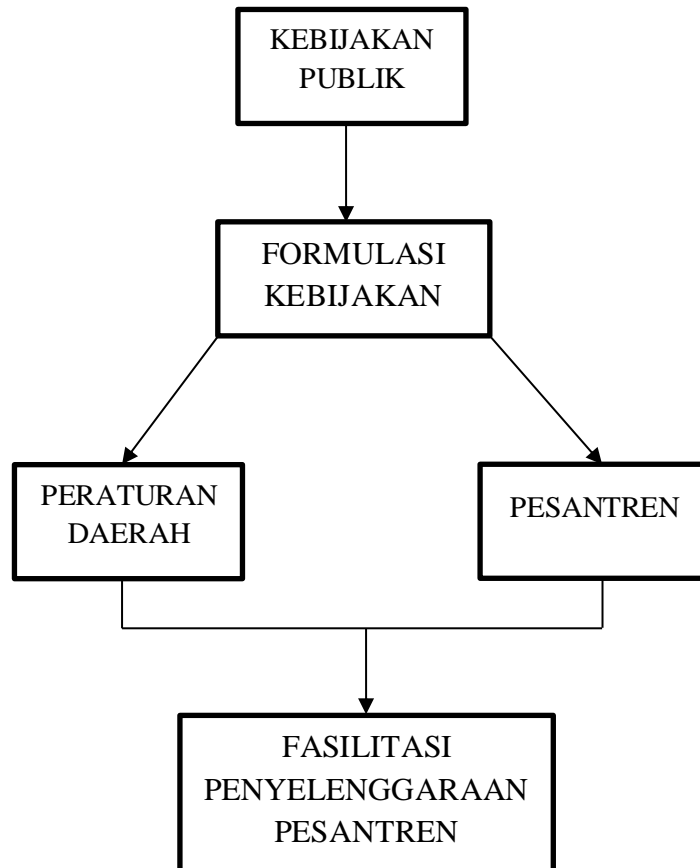 KEBIJAKAN
PUBLIK
FORMULASI
KEBIJAKAN
PERATURAN
DAERAH
PESANTREN
FASILITASI
PENYELENGGARAAN
PESANTREN